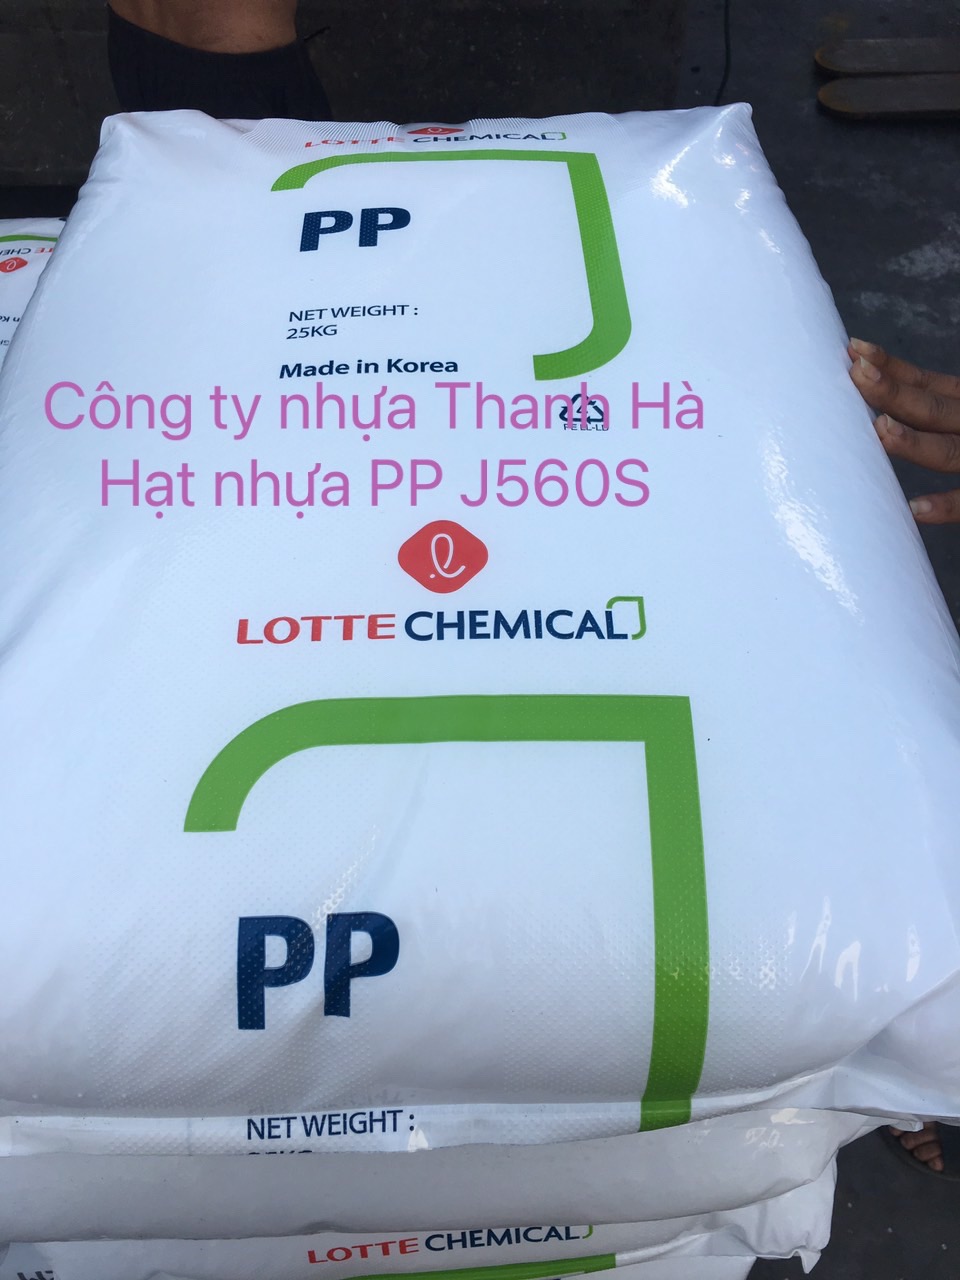 LOTTE CHEMICAL
PP
NET WEIGHT :
25KG
Made in Korea
Công ty nhựa Thanh Hà
Hạt nhựa PP J560S
LOTTE CHEMICAL
PP
NET WEIGHT :
LOTTE CHEMICAL